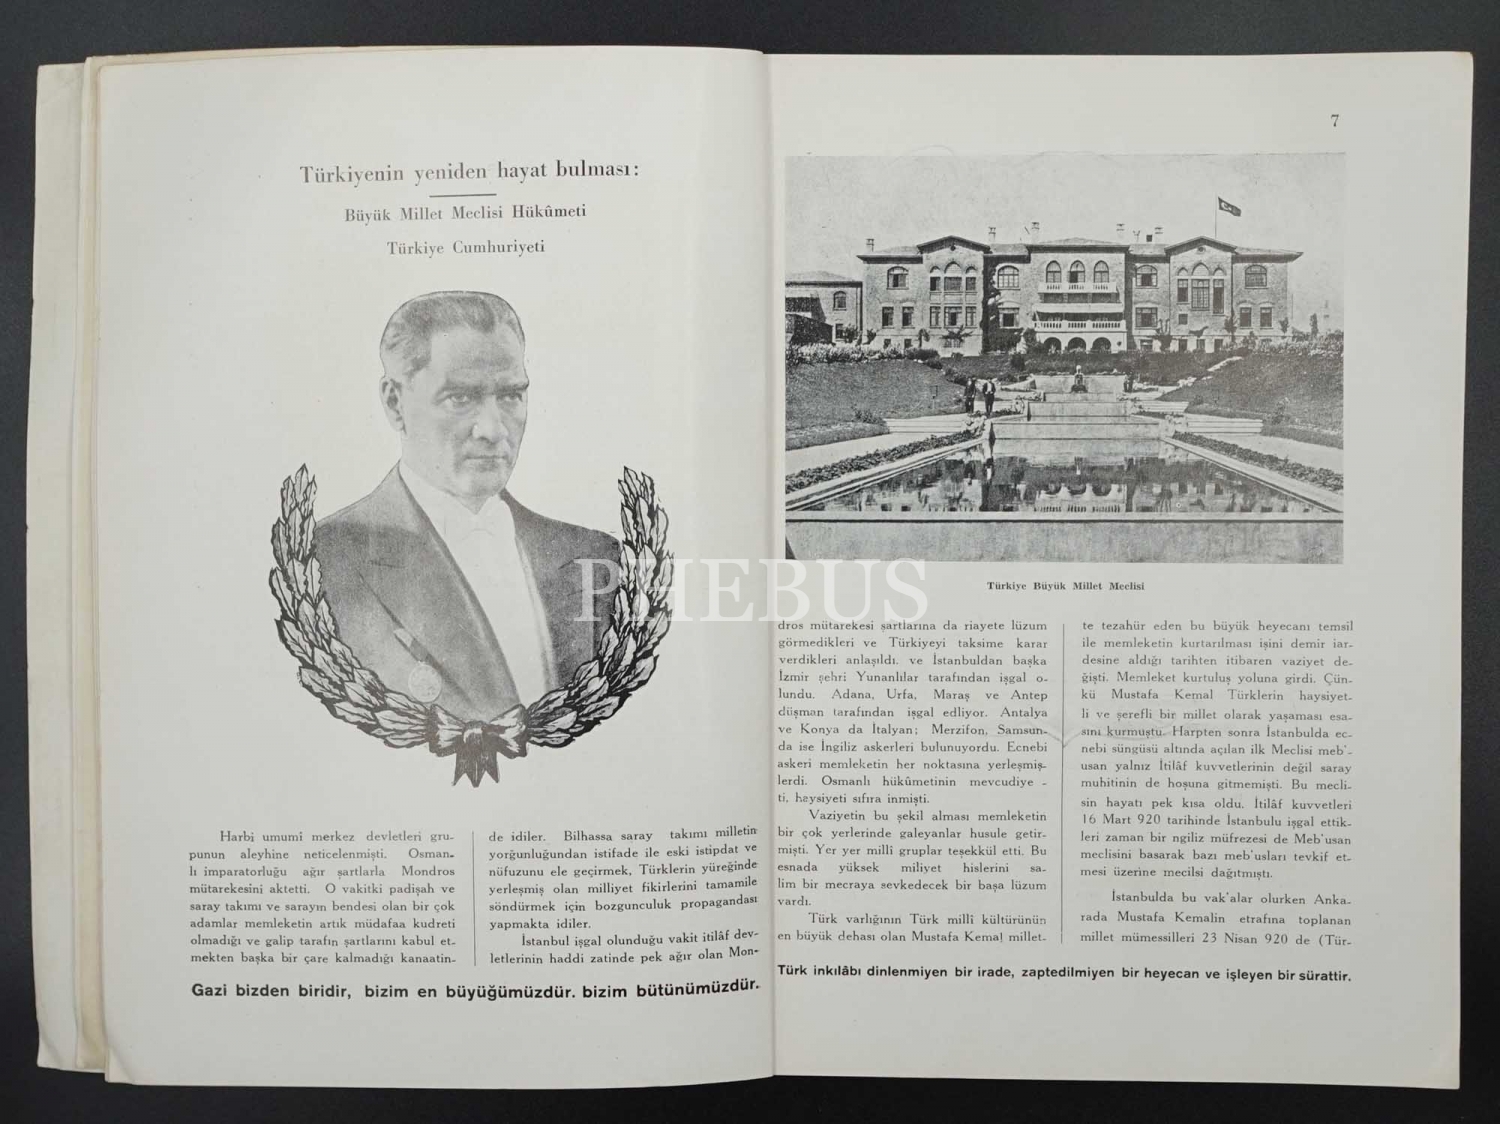 Türkiyenin yeniden hayat bulması:
Büyük Millet Meclisi Hükûmeti
Türkiye Cumhuriyeti
Harbi umumî merkez devletleri gru-
punun aleyhine neticelenmişti. Osman-
lı imparatorluğu ağır şartlarla Mondros
mütarekesini aktetti. O vakitki padişah ve
saray takımı ve sarayın bendesi olan bir çok
adamlar memleketin artık müdafaa kudreti
olmadığı ve galip tarafın şartlarını kabul et-
mekten başka bir çare kalmadığı kanaatin-
de idiler. Bilhassa saray takımı milletin
yorğunluğundan istifade ile eski istipdat ve
nüfuzunu ele geçirmek, Türklerin yüreğinde
yerleşmiş olan milliyet fikirlerini tamamile
söndürmek için bozgunculuk propagandası
yapmakta idiler.
İstanbul işgal olunduğu vakit itilâf dev-
letlerinin haddi zatinde pek ağır olan Mon-
Gazi bizden biridir, bizim en büyüğümüzdür. bizim bütünümüzdür.
7
Türkiye Büyük Millet Meclisi
dros mütarekesi şartlarına da riayete lüzum
görmedikleri ve Türkiyeyi taksime karar
verdikleri anlaşıldı. ve İstanbuldan başka
İzmir şehri Yunanlılar tarafından işgal o-
lundu. Adana, Urfa, Maraş ve Antep
düşman tarafından işgal edliyor. Antalya
ve Konya da İtalyan; Merzifon, Samsun-
da ise İngiliz askerleri bulunuyordu. Ecnebi
askeri memleketin her noktasına yerleşmiş-
lerdi. Osmanlı hükûmetinin mevcudiye -
ti, haysiyeti sıfıra inmişti.
Vaziyetin bu şekil alması memleketin
bir çok yerlerinde galeyanlar husule getir-
mişti. Yer yer millî gruplar teşekkül etti. Bu
esnada yüksek miliyet hislerini sa-
lim bir mecraya sevkedecek bir başa lüzum
vardı.
Türk varlığının Türk millî kültürünün
en büyük dehası olan Mustafa Kemal millet-
te tezahür eden bu büyük heyecanı temsil
ile memleketin kurtarılması işini demir iar-
desine aldığı tarihten itibaren vaziyet de-
ğişti. Memleket kurtuluş yoluna girdi. Çün-
kü Mustafa Kemal Türklerin haysiyet-
li ve şerefli bir millet olarak yaşaması esa-
sını kurmuştu. Harpten sonra İstanbulda ec-
nebi süngüsü altında açılan ilk Meclisi meb'-
usan yalnız İtilâf kuvvetlerinin değil saray
muhitinin de hoşuna gitmemişti. Bu mecli-
sin hayatı pek kısa oldu. İtilâf kuvvetleri
16 Mart 920 tarihinde İstanbulu işgal ettik-
leri zaman bir ngiliz müfrezesi de Meb'usan
meclisini basarak bazı meb'usları tevkif et-
mesi üzerine mecilsi dağıtmıştı.
İstanbulda bu vak'alar olurken Anka-
rada Mustafa Kemalin etrafına toplanan
millet mümessilleri 23 Nisan 920 de (Tür-
Türk inkılâbı dinlenmiyen bir irade, zaptedilmiyen bir heyecan ve işleyen bir sürattir.
PHEBUS